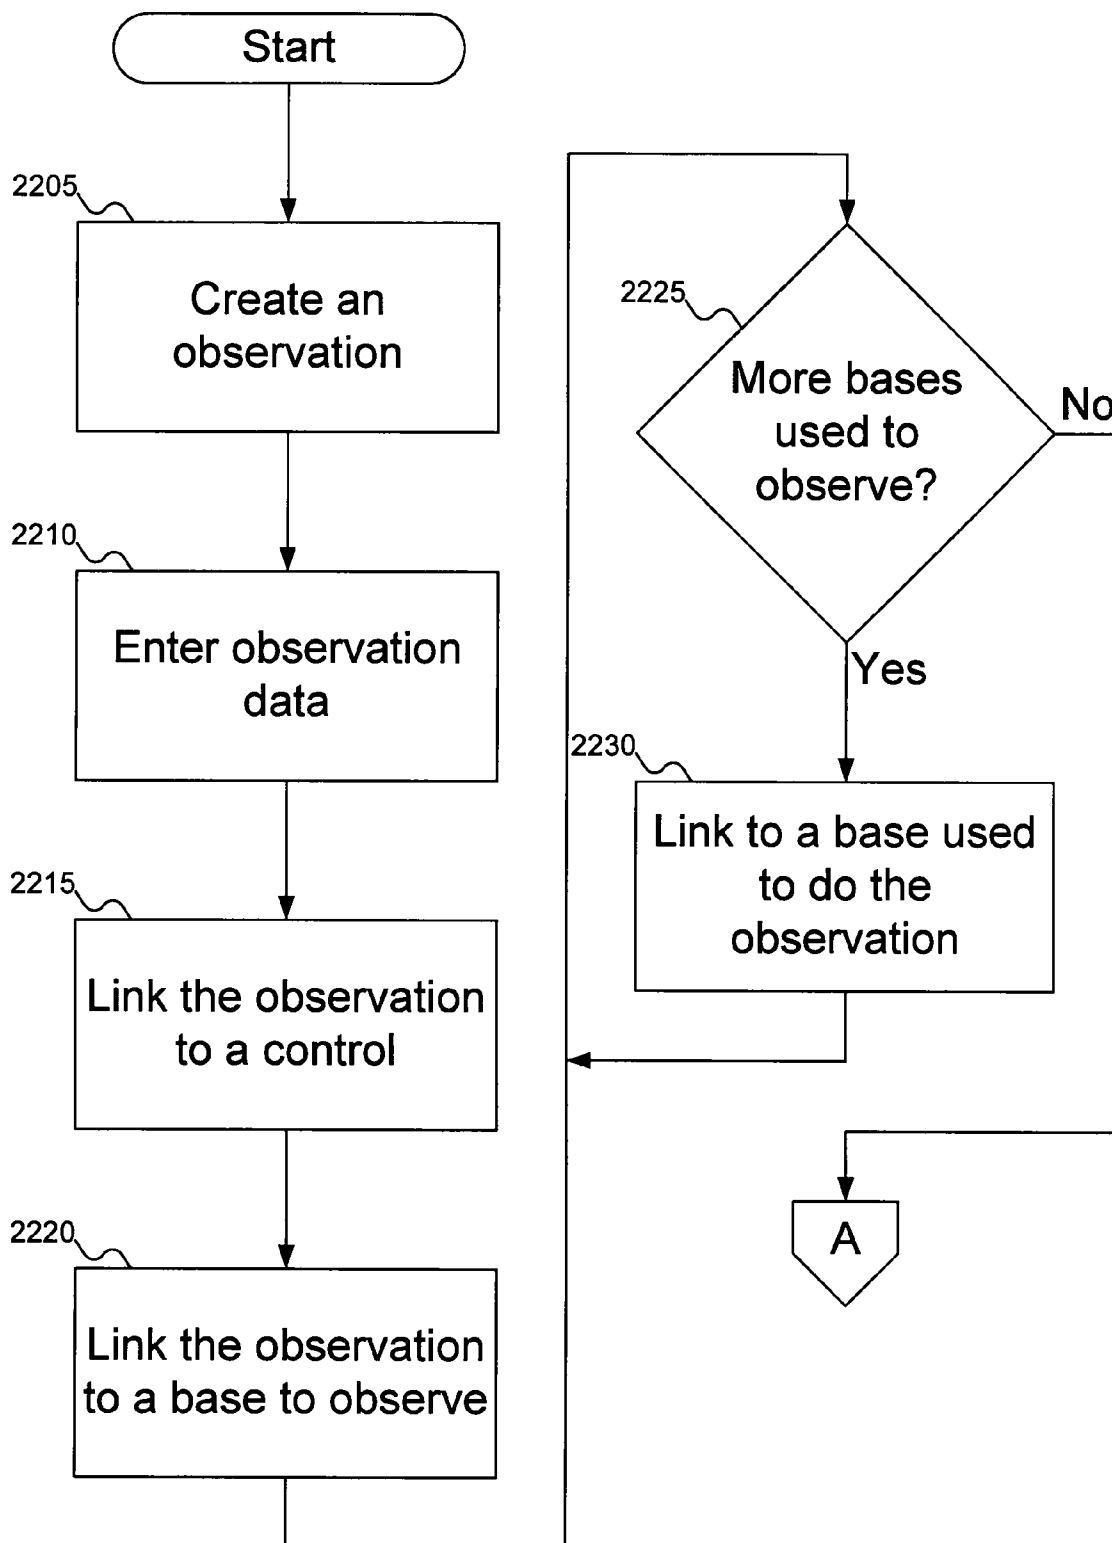 Start
2205
Create an
observation
2210
Enter observation
data
2215
Link the observation
to a control
2220
Link the observation
to a base to observe
2225
More bases
used to
observe?
No
Yes
2230
Link to a base used
to do the
observation
A